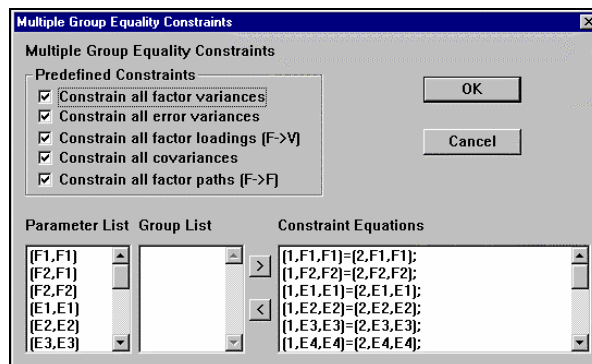 Multiple Group Equality Constraints
Multiple Group Equality Constraints
Predefined Constraints
Constrain all factor variances
Constrain all error variances
Constrain all factor loadings (F->V)
Constrain all covariances
Constrain all factor paths (F->F)
OK
Cancel
Parameter List Group List Constraint Equations
(F1,F1)
(F2,F1)
(F2,F2)
(E1,E1)
(E2,E2)
(E3,E3)
>
<
(1,F1,F1)=(2,F1,F1);
(1,F2,F2)=(2,F2,F2);
(1,E1,E1)=(2,E1,E1);
(1,E2,E2)=(2,E2,E2);
(1,E3,E3)=(2,E3,E3);
(1,E4,E4)=(2,E4,E4);